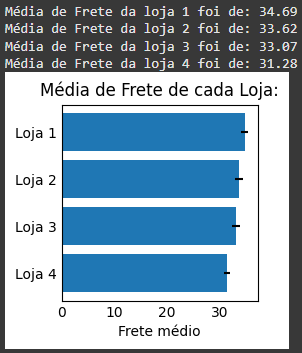 Média de Frete da loja 1 foi de: 34.69
Média de Frete da loja 2 foi de: 33.62
Média de Frete da loja 3 foi de: 33.07
Média de Frete da loja 4 foi de: 31.28
Média de Frete de cada Loja:
Loja 1
Loja 2
Loja 3
Loja 4
0 10 20 30
Frete médio